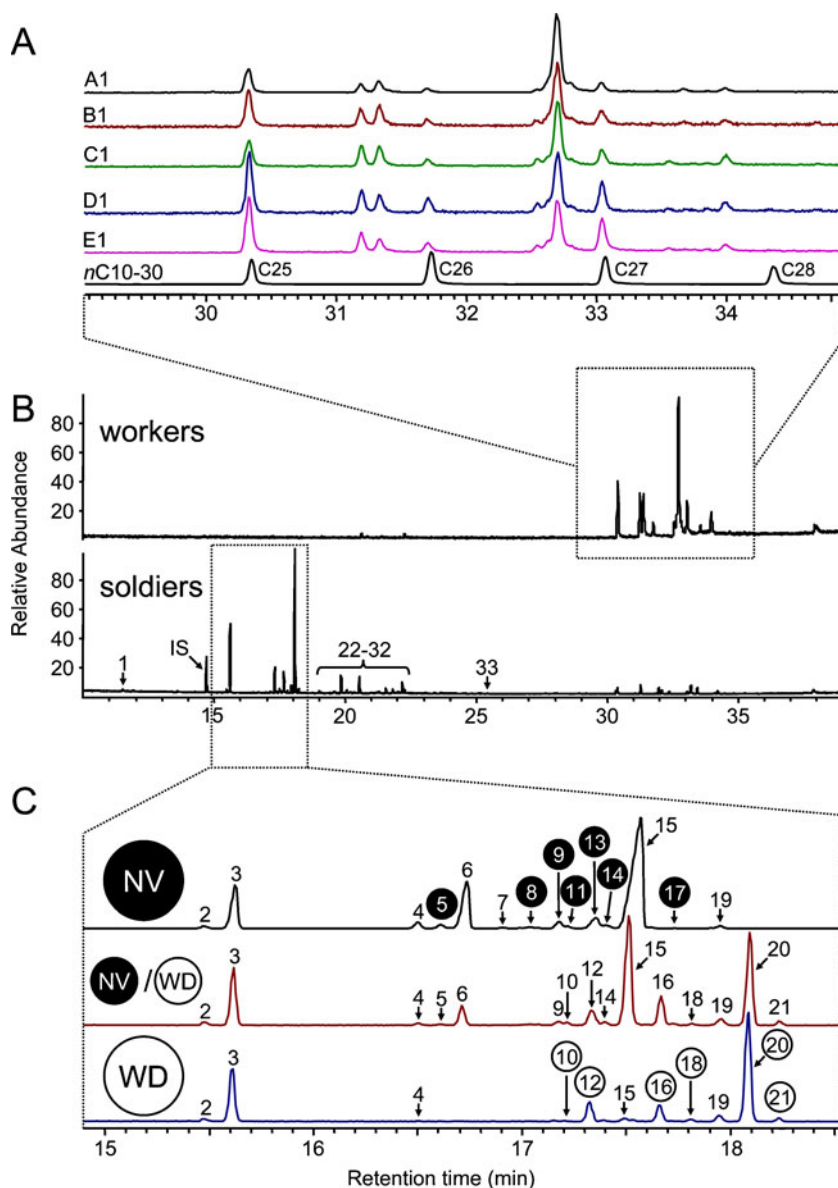 A
A1
B1
C1
D1
E1
nC10-30
C25
C26
C27
C28
30 31 32 33 34
B
workers
80
60
40
20
Relative Abundance
soldiers
80
60
40
20
1
IS
22-32
33
15 20 25 30 35
C
NV
2 3 4 5 6 7 8 9 11 13 14 15 17 19
NV / WD
2 3 4 5 6 9 10 12 14 15 16 18 19 20 21
WD
2 3 4 10 12 15 16 18 19 20 21
15 16 17 18
Retention time (min)